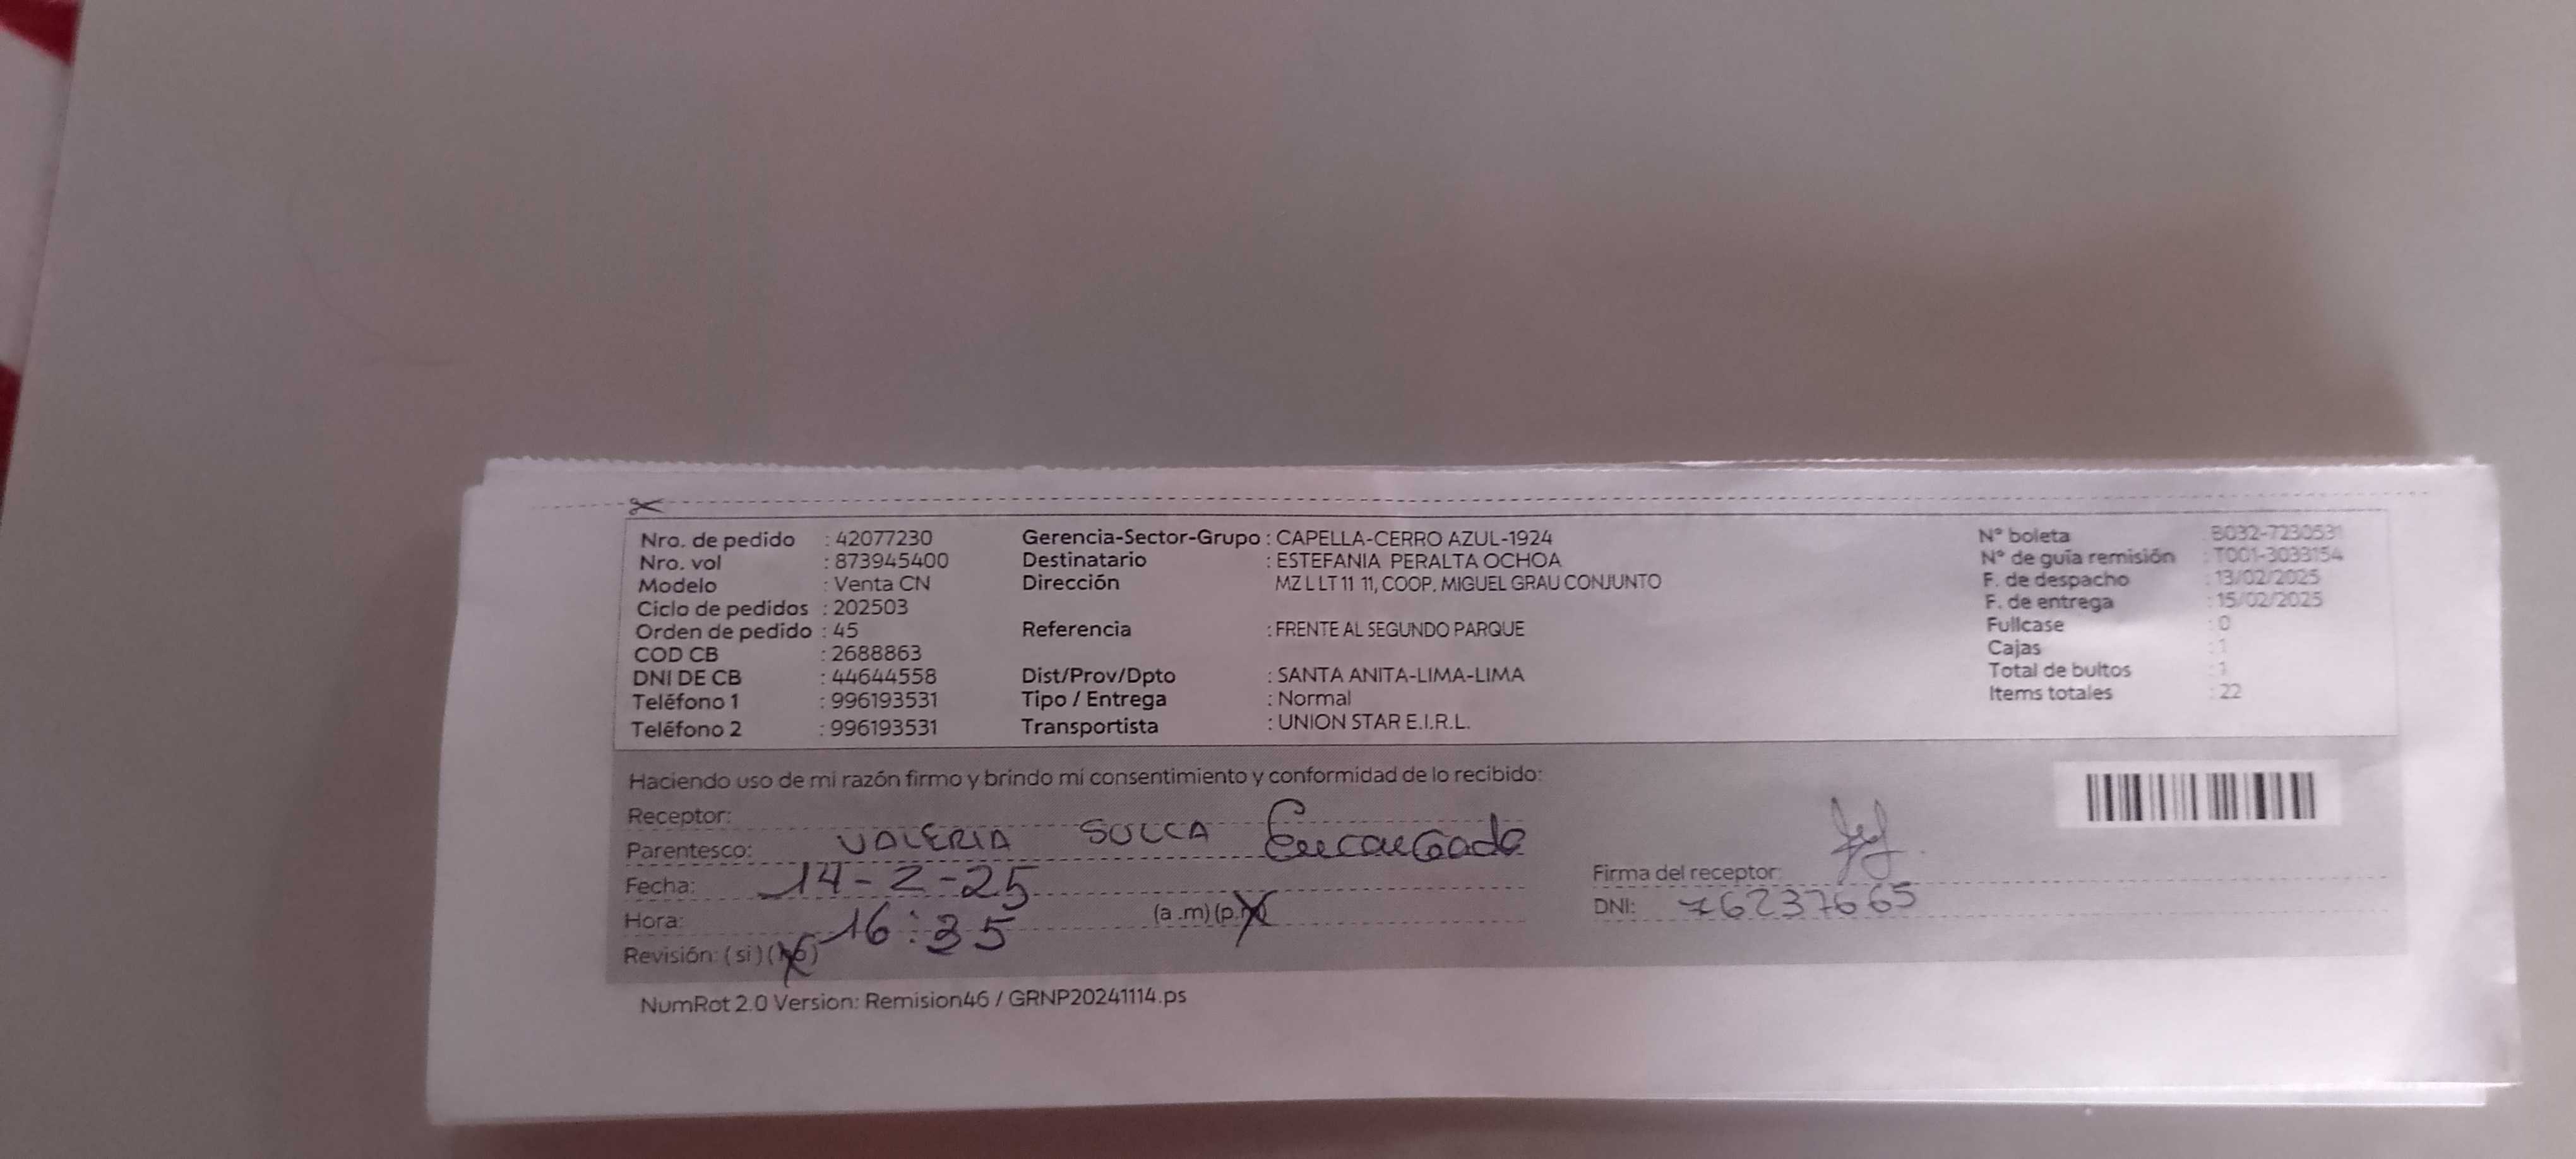 Nro. de pedido : 42077230 Gerencia-Sector-Grupo : CAPELLA-CERRO AZUL-1924 N° boleta : B032-7230531
Nro. vol : 873945400 Destinatario : ESTEFANIA PERALTA OCHOA N° de guía remisión : T001-3033154
Modelo : Venta CN Dirección MZ L LT 11 11, COOP. MIGUEL GRAU CONJUNTO F. de despacho : 13/02/2025
Ciclo de pedidos : 202503 F. de entrega : 15/02/2025
Orden de pedido : 45 Referencia : FRENTE AL SEGUNDO PARQUE Fullcase : 0
COD CB : 2688863 Cajas : 1
DNI DE CB : 44644558 Dist/Prov/Dpto : SANTA ANITA-LIMA-LIMA Total de bultos : 1
Teléfono 1 : 996193531 Tipo / Entrega : Normal Items totales : 22
Teléfono 2 : 996193531 Transportista : UNION STAR E.I.R.L.
Haciendo uso de mi razón firmo y brindo mi consentimiento y conformidad de lo recibido:
Receptor:
Parentesco: VALERIA SULCA Encargada
Fecha: 14-2-25 Firma del receptor:
Hora: 16:35 (a.m) (p.m) DNI: 76237665
Revisión: (si) (no)
NumRot 2.0 Version: Remision46 / GRNP20241114.ps